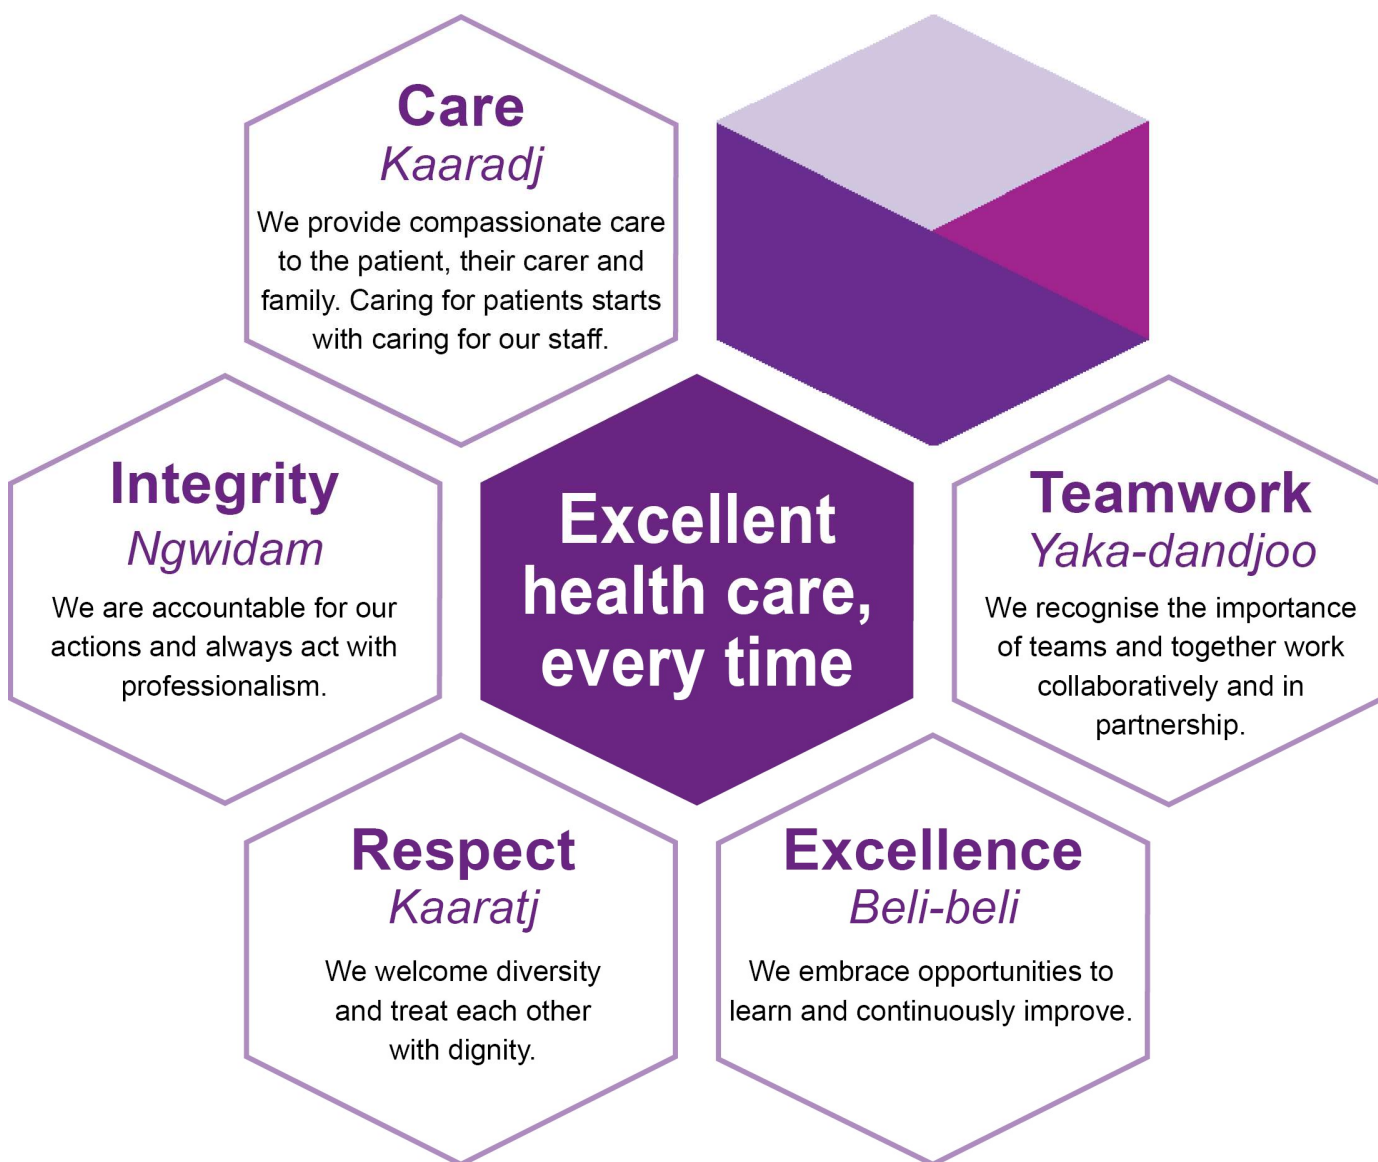 Care
Kaaradj
We provide compassionate care
to the patient, their carer and
family. Caring for patients starts
with caring for our staff.
Integrity
Ngwidam
We are accountable for our
actions and always act with
professionalism.
Excellent
health care,
every time
Teamwork
Yaka-dandjoo
We recognise the importance
of teams and together work
collaboratively and in
partnership.
Respect
Kaaratj
We welcome diversity
and treat each other
with dignity.
Excellence
Beli-beli
We embrace opportunities to
learn and continuously improve.